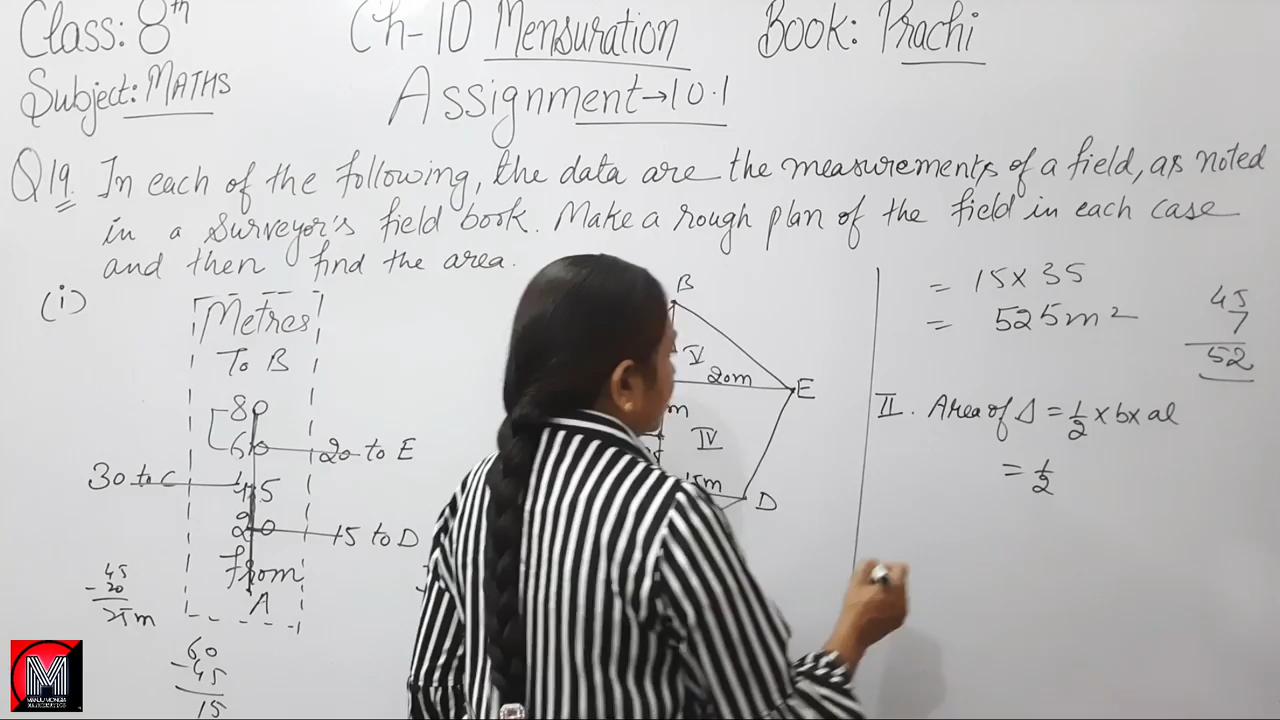 Class: 8th Ch-10 Mensuration Book: Prachi
Subject: MATHS
Assignment→10.1
Q19. In each of the following, the data are the measurements of a field, as noted
in a surveyor's field book. Make a rough plan of the field in each case
and then find the area.
(i)
Metres
To B
80
60 20 to E
30 to C 45
20 15 to D
From
A
45
- 20
25m
60
- 45
15
B
V
20m
E
m
IV
15m
D
= 15 x 35
= 525m2
45
7
52
II. Area of Δ = 1/2 x b x al
= 1/2
MANJU MONGIA
MATHEMATICS